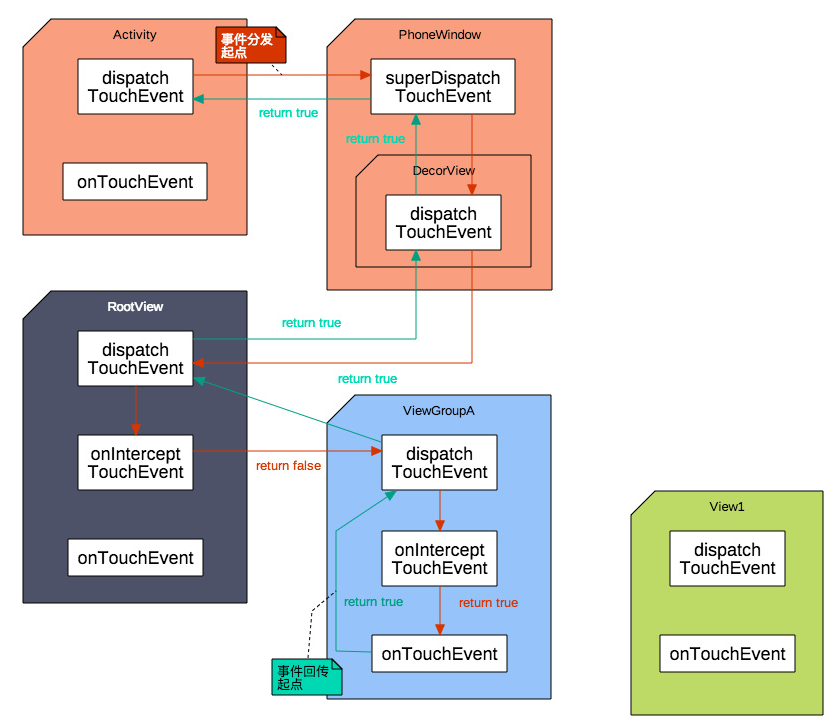 Activity
事件分发
起点
PhoneWindow
dispatch
TouchEvent
superDispatch
TouchEvent
return true
return true
onTouchEvent
DecorView
dispatch
TouchEvent
RootView
return true
dispatch
TouchEvent
return true
ViewGroupA
onIntercept
TouchEvent
return false
dispatch
TouchEvent
onTouchEvent
onIntercept
TouchEvent
return true
return true
onTouchEvent
事件回传
起点
View1
dispatch
TouchEvent
onTouchEvent